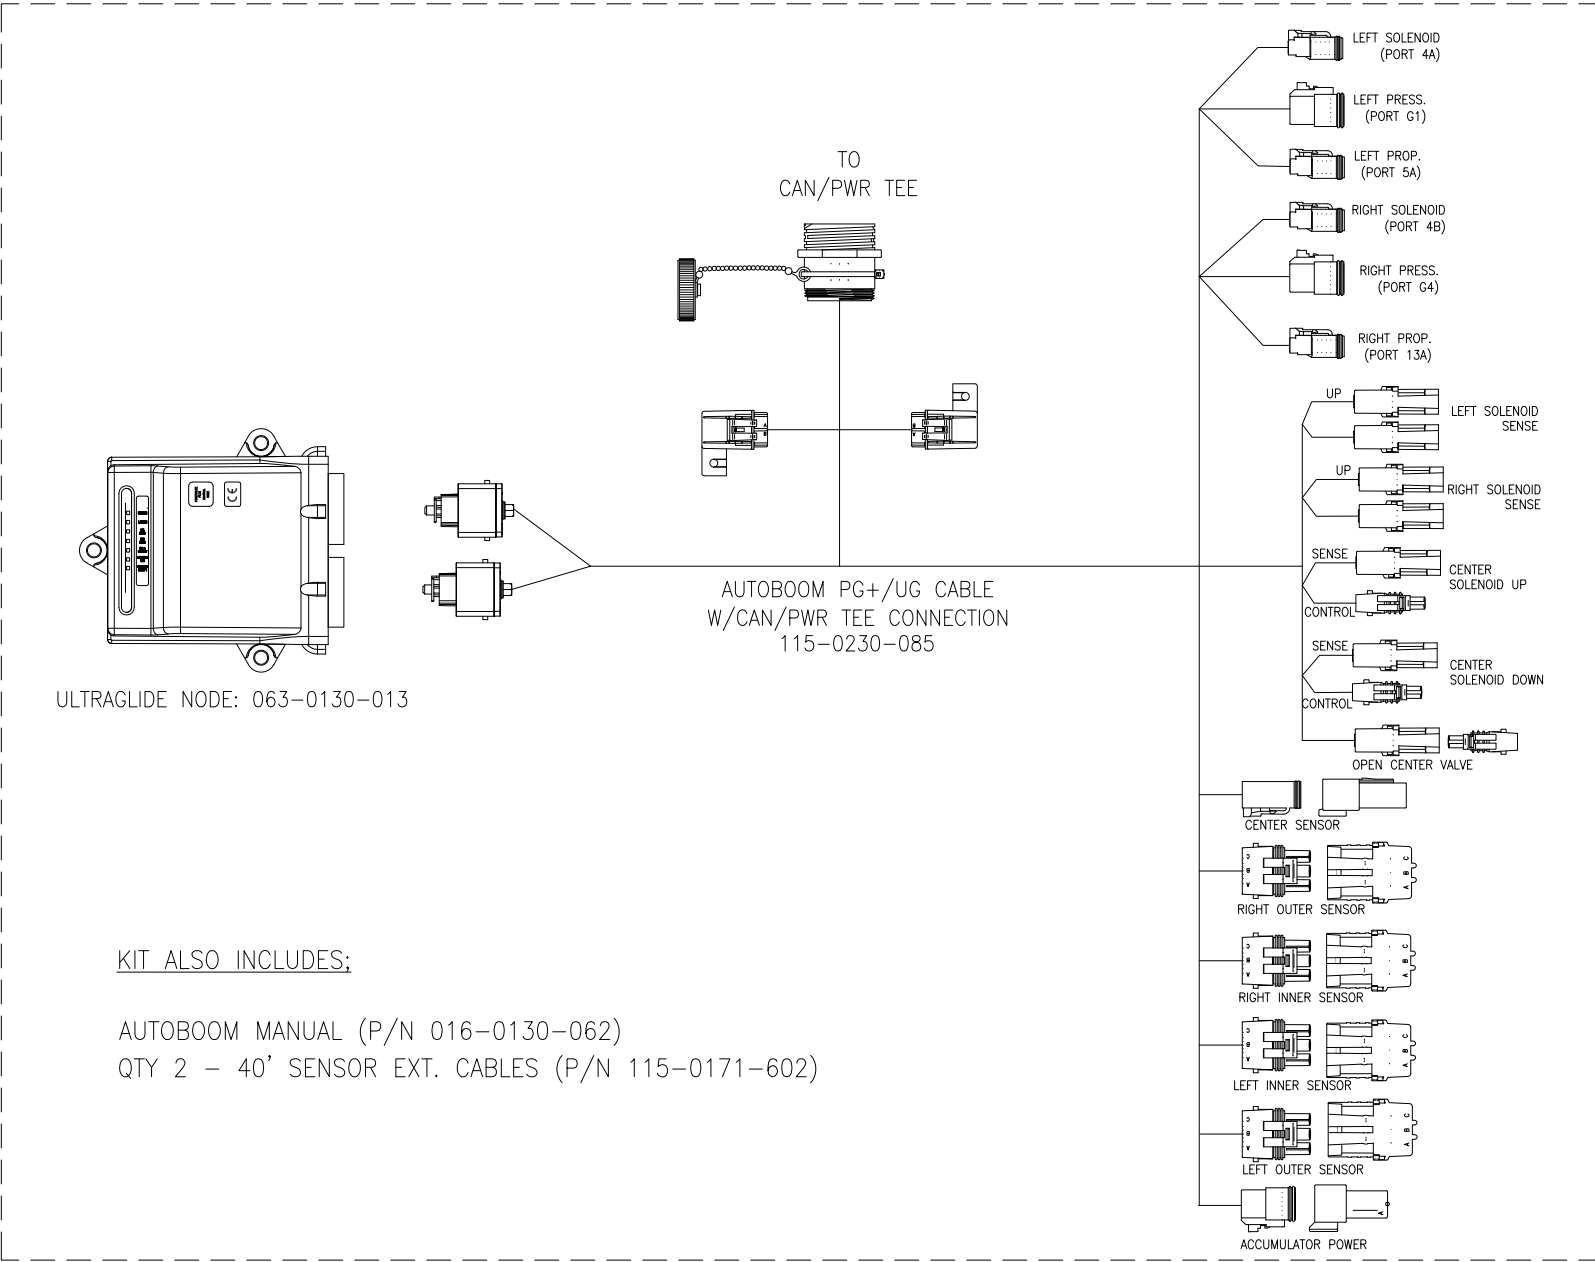 LEFT SOLENOID
(PORT 4A)
LEFT PRESS.
(PORT G1)
LEFT PROP.
(PORT 5A)
RIGHT SOLENOID
(PORT 4B)
RIGHT PRESS.
(PORT G4)
RIGHT PROP.
(PORT 13A)
TO
CAN/PWR TEE
UP
LEFT SOLENOID
SENSE
UP
RIGHT SOLENOID
SENSE
SENSE
CENTER
SOLENOID UP
CONTROL
SENSE
CENTER
SOLENOID DOWN
CONTROL
OPEN CENTER VALVE
AUTOBOOM PG+/UG CABLE
W/CAN/PWR TEE CONNECTION
115-0230-085
ULTRAGLIDE NODE: 063-0130-013
CE
CENTER SENSOR
C
B
A
C
B
A
RIGHT OUTER SENSOR
C
B
A
C
B
A
RIGHT INNER SENSOR
C
B
A
C
B
A
LEFT INNER SENSOR
C
B
A
C
B
A
LEFT OUTER SENSOR
A
ACCUMULATOR POWER
KIT ALSO INCLUDES;
AUTOBOOM MANUAL (P/N 016-0130-062)
QTY 2 - 40' SENSOR EXT. CABLES (P/N 115-0171-602)